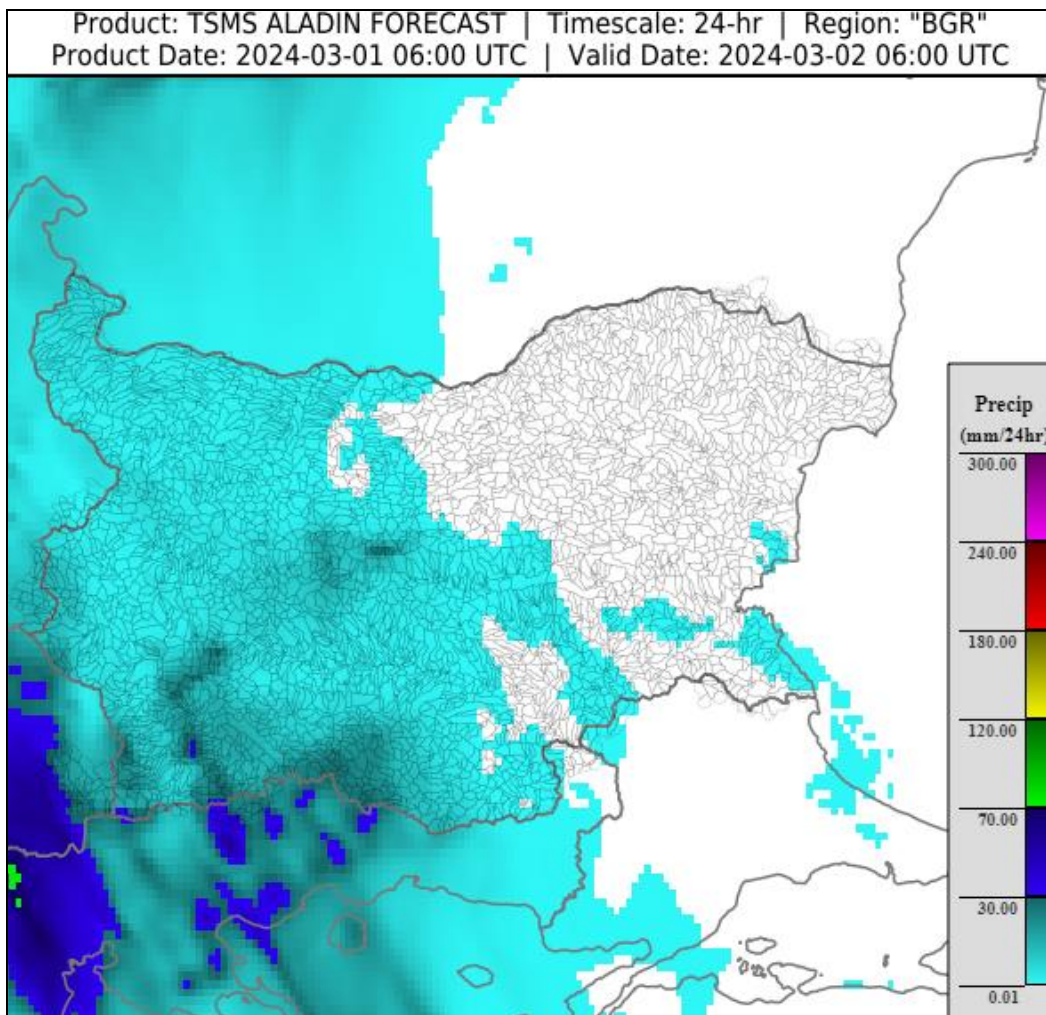 Product: TSMS ALADIN FORECAST | Timescale: 24-hr | Region: "BGR"
Product Date: 2024-03-01 06:00 UTC | Valid Date: 2024-03-02 06:00 UTC
Precip
(mm/24hr)
300.00
240.00
180.00
120.00
70.00
30.00
0.01